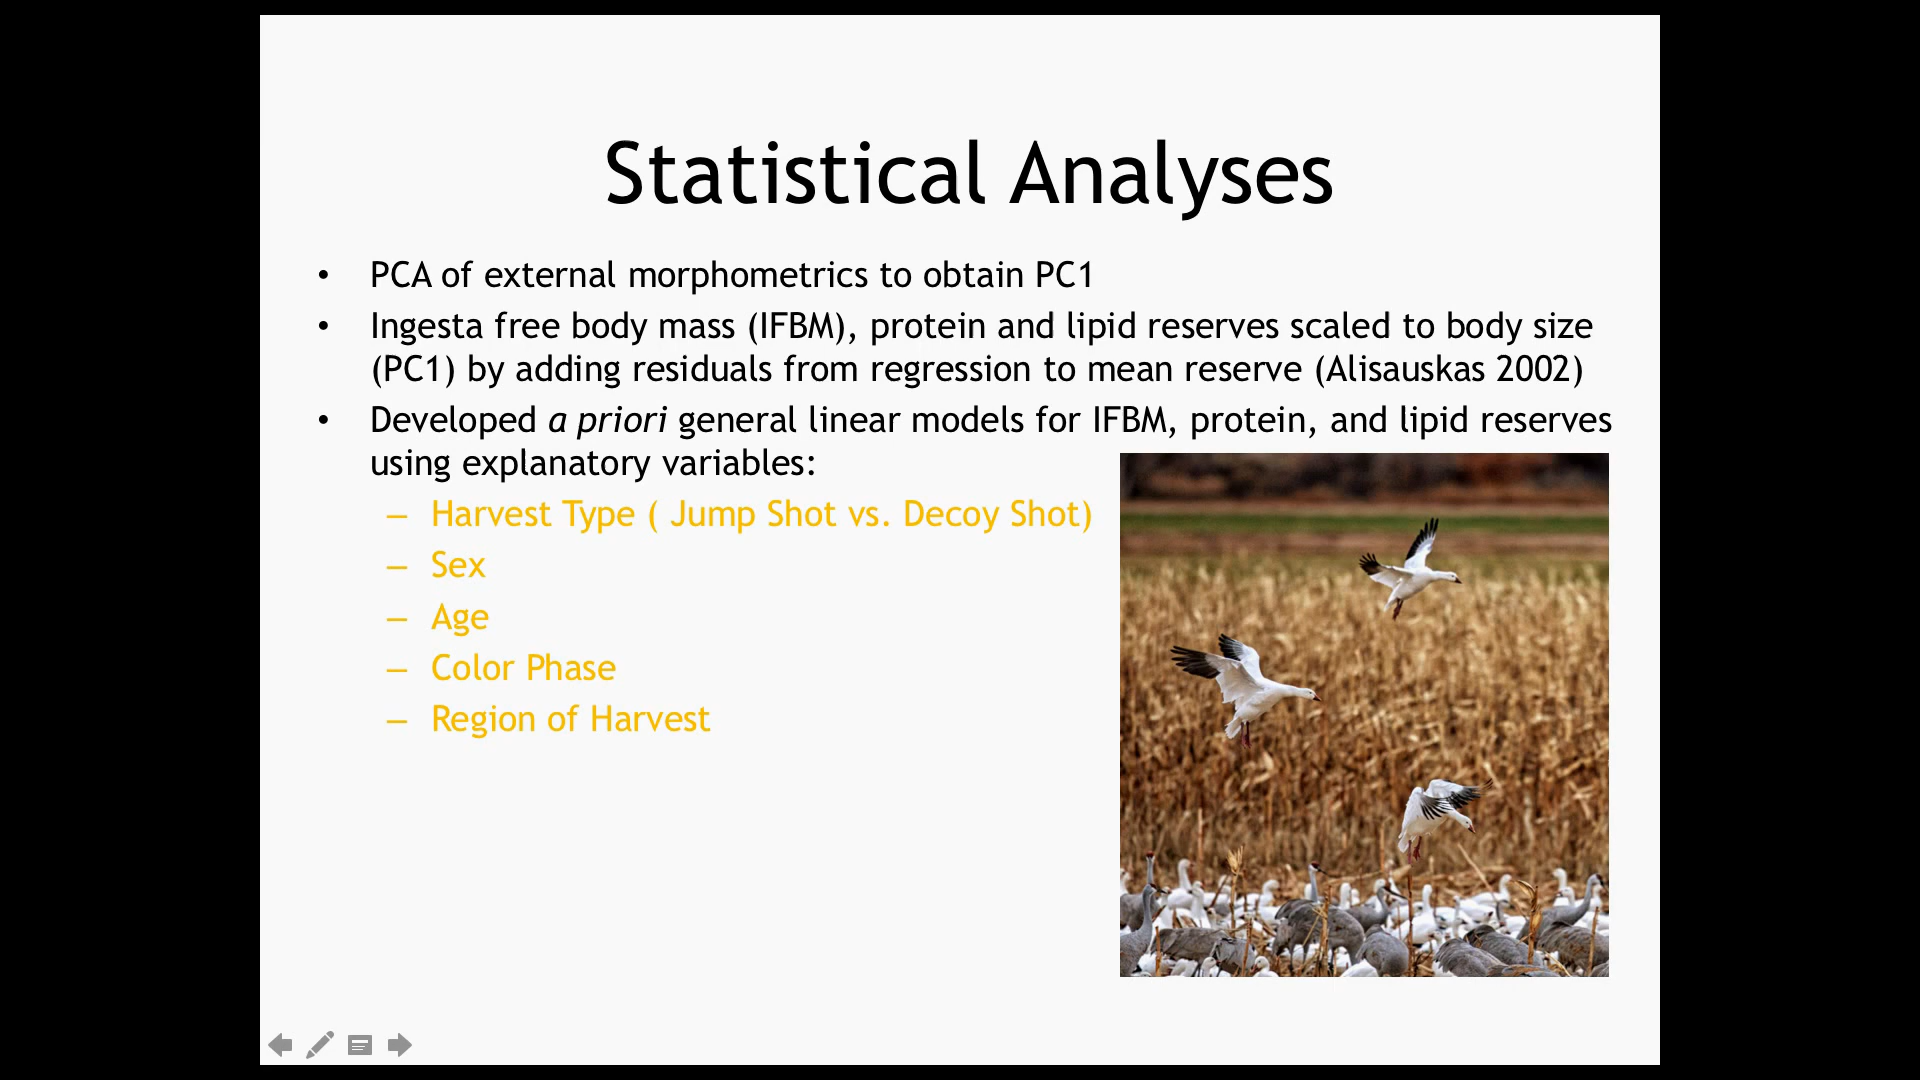 Statistical Analyses
• PCA of external morphometrics to obtain PC1
• Ingesta free body mass (IFBM), protein and lipid reserves scaled to body size
(PC1) by adding residuals from regression to mean reserve (Alisauskas 2002)
• Developed a priori general linear models for IFBM, protein, and lipid reserves
using explanatory variables:
– Harvest Type ( Jump Shot vs. Decoy Shot)
– Sex
– Age
– Color Phase
– Region of Harvest